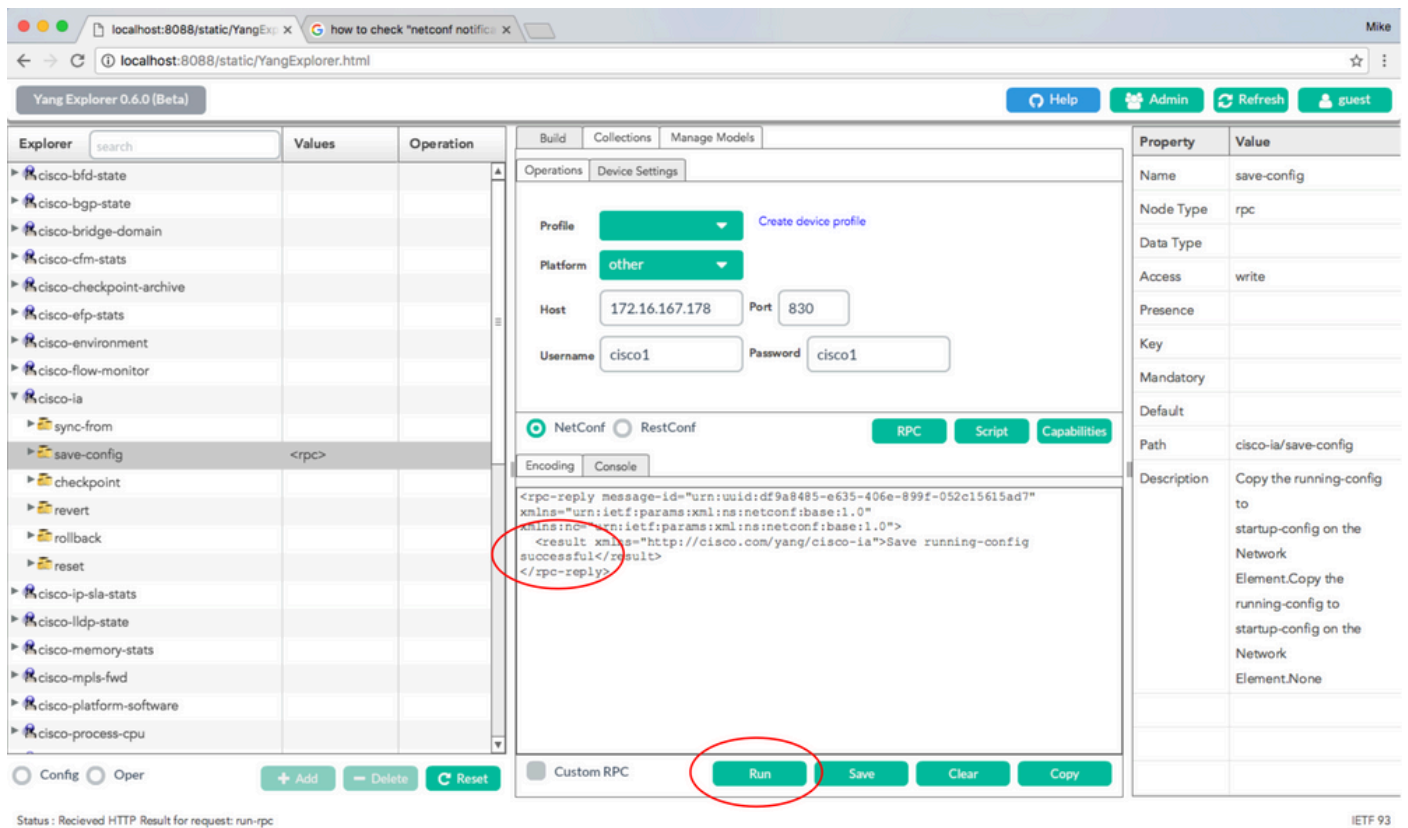 localhost:8088/static/YangExp
how to check "netconf notifica
Mike
localhost:8088/static/YangExplorer.html
Yang Explorer 0.6.0 (Beta)
Help
Admin
Refresh
guest
Explorer
search
Values
Operation
cisco-bfd-state
cisco-bgp-state
cisco-bridge-domain
cisco-cfm-stats
cisco-checkpoint-archive
cisco-efp-stats
cisco-environment
cisco-flow-monitor
cisco-ia
sync-from
save-config <rpc>
checkpoint
revert
rollback
reset
cisco-ip-sla-stats
cisco-lldp-state
cisco-memory-stats
cisco-mpls-fwd
cisco-platform-software
cisco-process-cpu
Config
Oper
+ Add
Delete
Reset
Build
Collections
Manage Models
Operations
Device Settings
Profile
Create device profile
Platform other
Host 172.16.167.178 Port 830
Username cisco1 Password cisco1
NetConf
RestConf
RPC
Script
Capabilities
Encoding
Console
<rpc-reply message-id="urn:uuid:df9a8485-e635-406e-899f-052c15615ad7"
xmlns="urn:ietf:params:xml:ns:netconf:base:1.0"
xmlns:nc="urn:ietf:params:xml:ns:netconf:base:1.0">
<result xmlns="http://cisco.com/yang/cisco-ia">Save running-config
successful</result>
</rpc-reply>
Custom RPC
Run
Save
Clear
Copy
Property Value
Name save-config
Node Type rpc
Data Type
Access write
Presence
Key
Mandatory
Default
Path cisco-ia/save-config
Description Copy the running-config
to
startup-config on the
Network
Element.Copy the
running-config to
startup-config on the
Network
Element.None
Status : Recieved HTTP Result for request: run-rpc
IETF 93